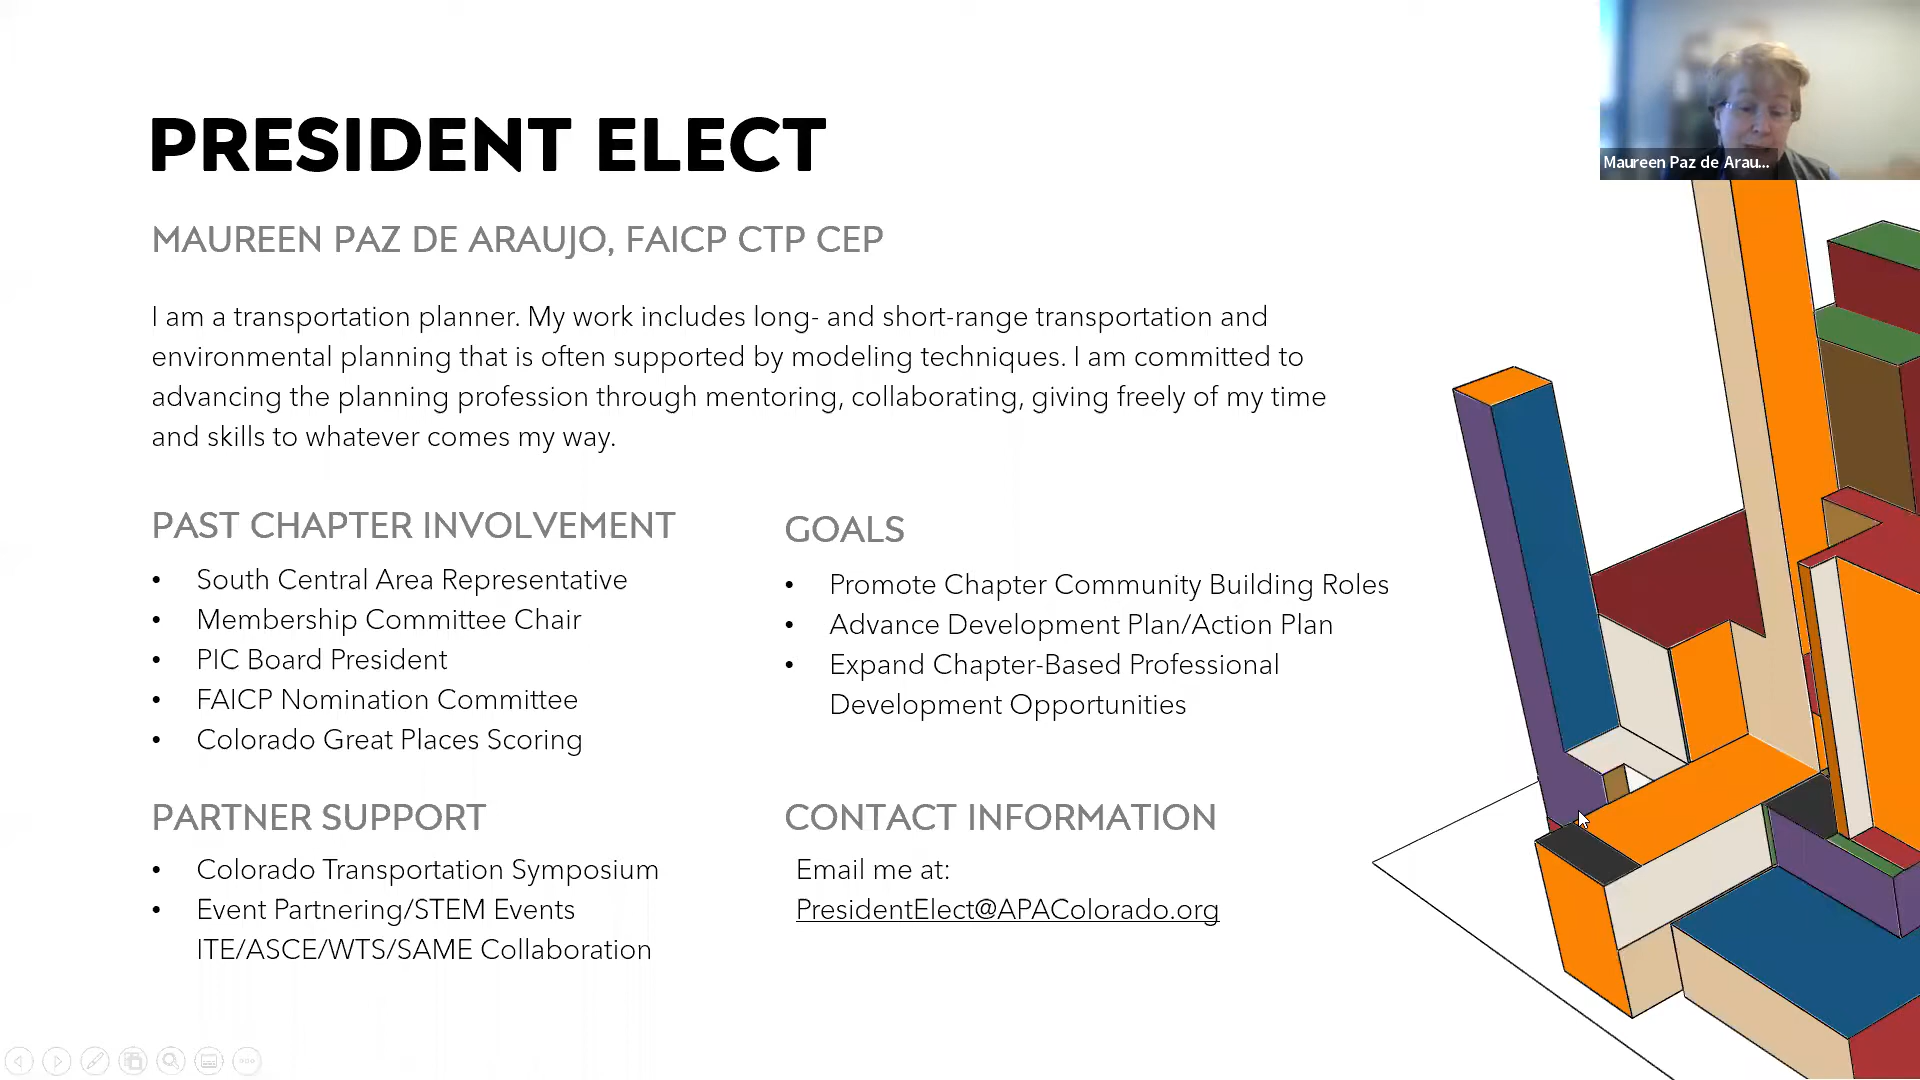 PRESIDENT ELECT
MAUREEN PAZ DE ARAUJO, FAICP CTP CEP
I am a transportation planner. My work includes long- and short-range transportation and
environmental planning that is often supported by modeling techniques. I am committed to
advancing the planning profession through mentoring, collaborating, giving freely of my time
and skills to whatever comes my way.
PAST CHAPTER INVOLVEMENT
• South Central Area Representative
• Membership Committee Chair
• PIC Board President
• FAICP Nomination Committee
• Colorado Great Places Scoring
GOALS
• Promote Chapter Community Building Roles
• Advance Development Plan/Action Plan
• Expand Chapter-Based Professional
Development Opportunities
PARTNER SUPPORT
• Colorado Transportation Symposium
• Event Partnering/STEM Events
ITE/ASCE/WTS/SAME Collaboration
CONTACT INFORMATION
Email me at:
PresidentElect@APAColorado.org
Maureen Paz de Arau...